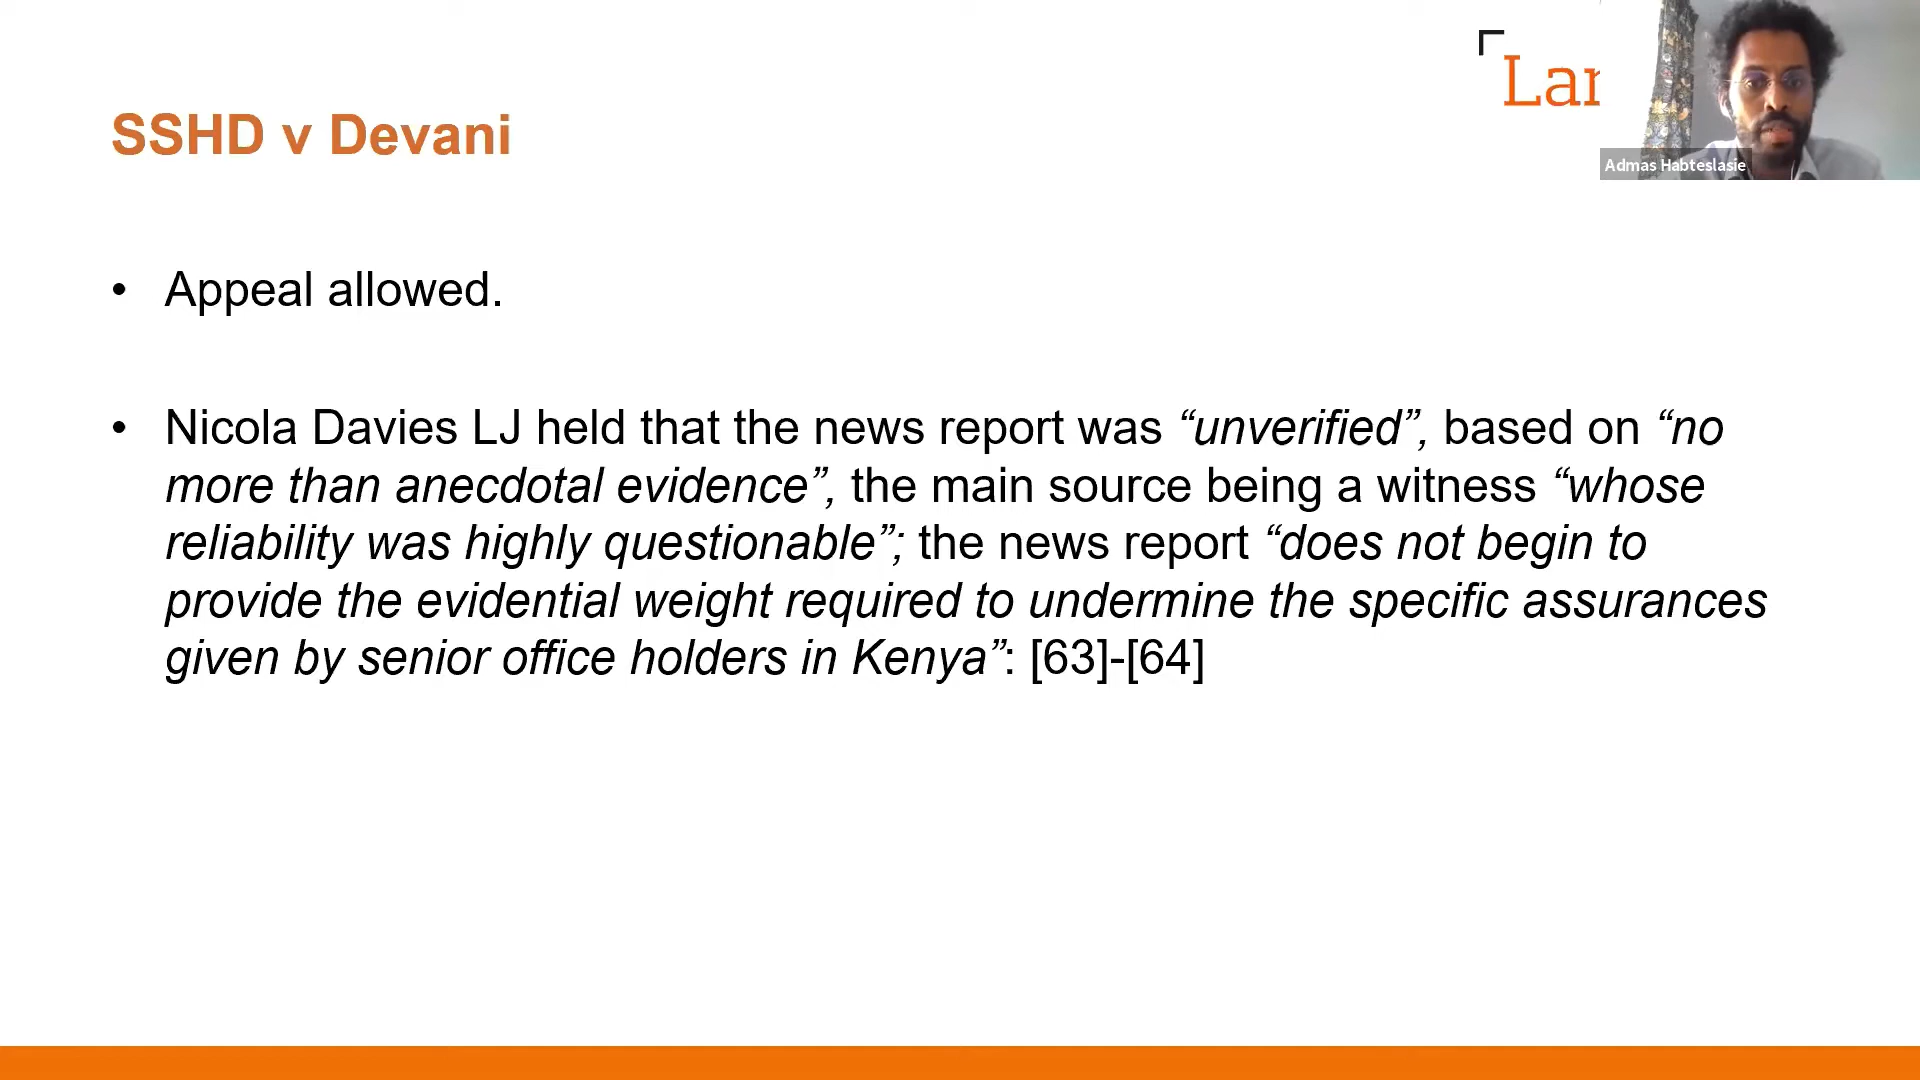 Lan
Admas Habteslasie
SSHD v Devani
• Appeal allowed.
• Nicola Davies LJ held that the news report was “unverified”, based on “no
more than anecdotal evidence”, the main source being a witness “whose
reliability was highly questionable”; the news report “does not begin to
provide the evidential weight required to undermine the specific assurances
given by senior office holders in Kenya”: [63]-[64]